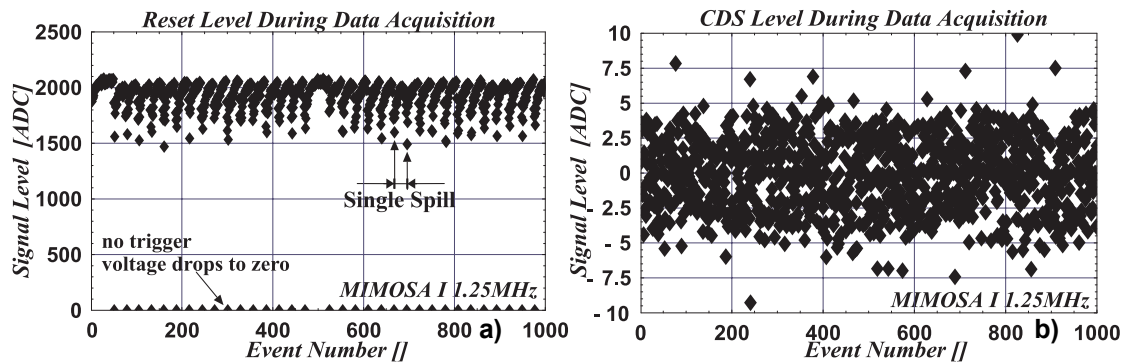 Reset Level During Data Acquisition
2500
2000
1500
1000
500
0
Signal Level [ADC]
Single Spill
no trigger
voltage drops to zero
MIMOSA I 1.25MHz
a)
0 200 400 600 800 1000
Event Number []
CDS Level During Data Acquisition
10
7.5
5
2.5
0
- 2.5
- 5
- 7.5
- 10
Signal Level [ADC]
MIMOSA I 1.25MHz
b)
0 200 400 600 800 1000
Event Number []